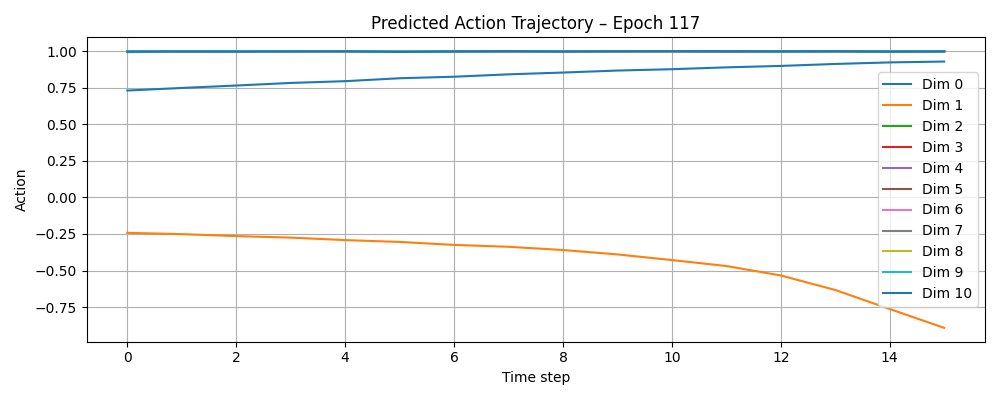 Predicted Action Trajectory – Epoch 117
Action
1.00
0.75
0.50
0.25
0.00
−0.25
−0.50
−0.75
Dim 0
Dim 1
Dim 2
Dim 3
Dim 4
Dim 5
Dim 6
Dim 7
Dim 8
Dim 9
Dim 10
0 2 4 6 8 10 12 14
Time step